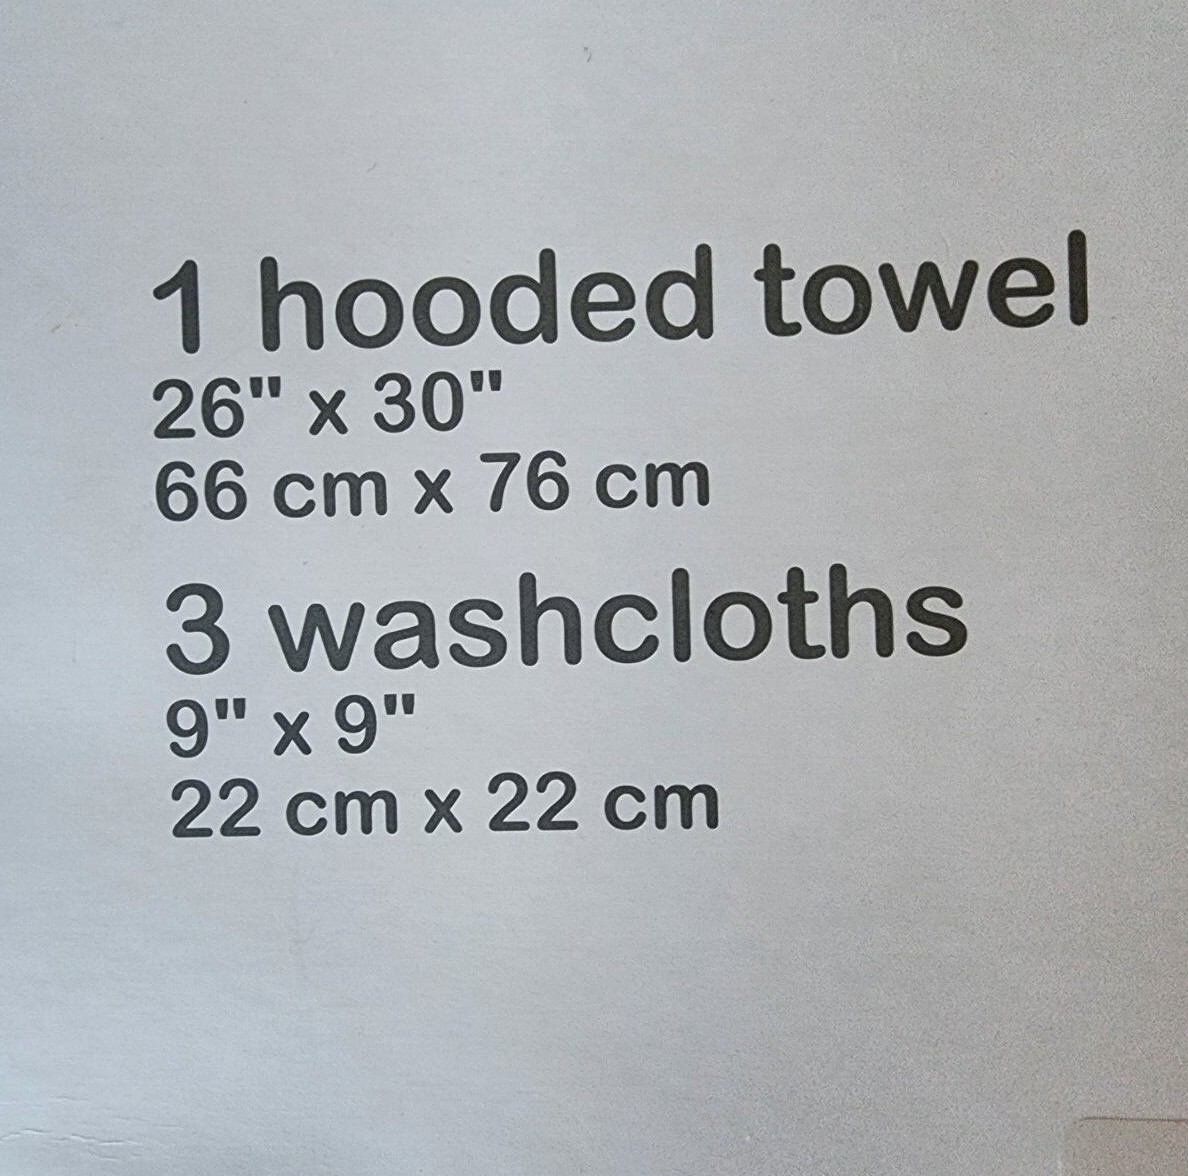 1 hooded towel
26" x 30"
66 cm x 76 cm
3 washcloths
9" x 9"
22 cm x 22 cm